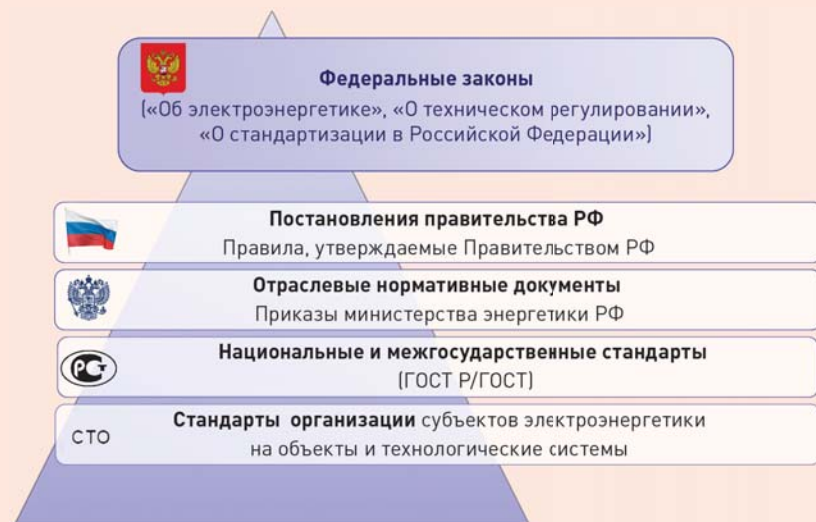 Федеральные законы
(«Об электроэнергетике», «О техническом регулировании»,
«О стандартизации в Российской Федерации»)
Постановления правительства РФ
Правила, утверждаемые Правительством РФ
Отраслевые нормативные документы
Приказы министерства энергетики РФ
РСТ
Национальные и межгосударственные стандарты
(ГОСТ Р/ГОСТ)
СТО
Стандарты организации субъектов электроэнергетики
на объекты и технологические системы